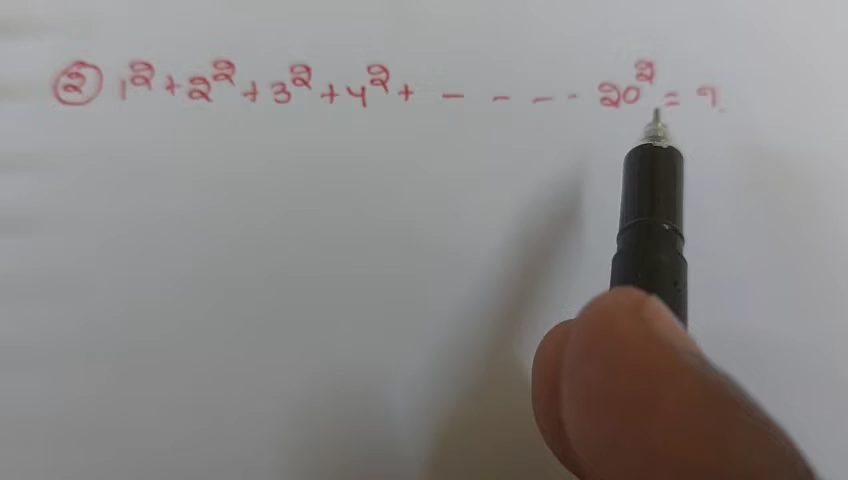 ② 1² + 2² + 3² + 4² + - - - - 20² = ?